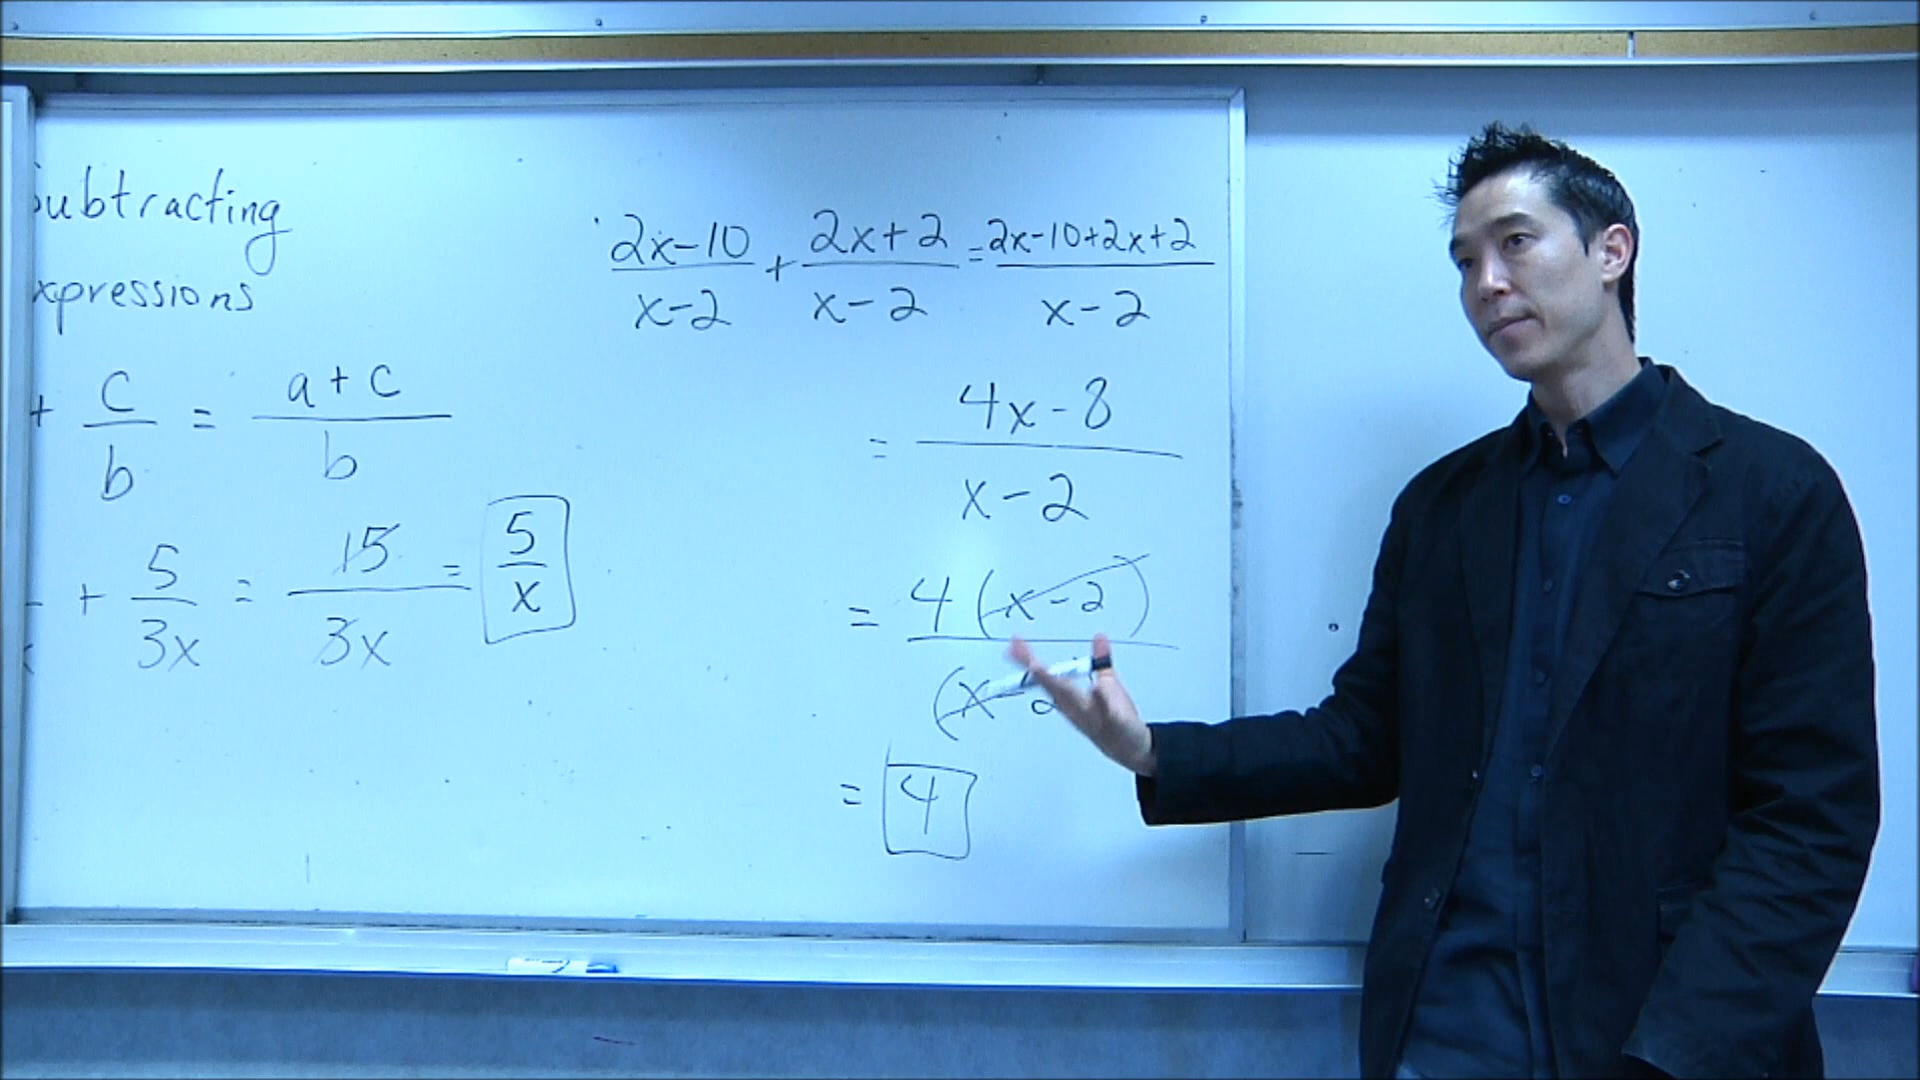 ubtracting
xpressions
+ c/b = a+c/b
+ 5/3x = 15/3x = 5/x
2x-10/x-2 + 2x+2/x-2 = 2x-10+2x+2/x-2
= 4x-8/x-2
= 4(x-2)/(x-2
= 4